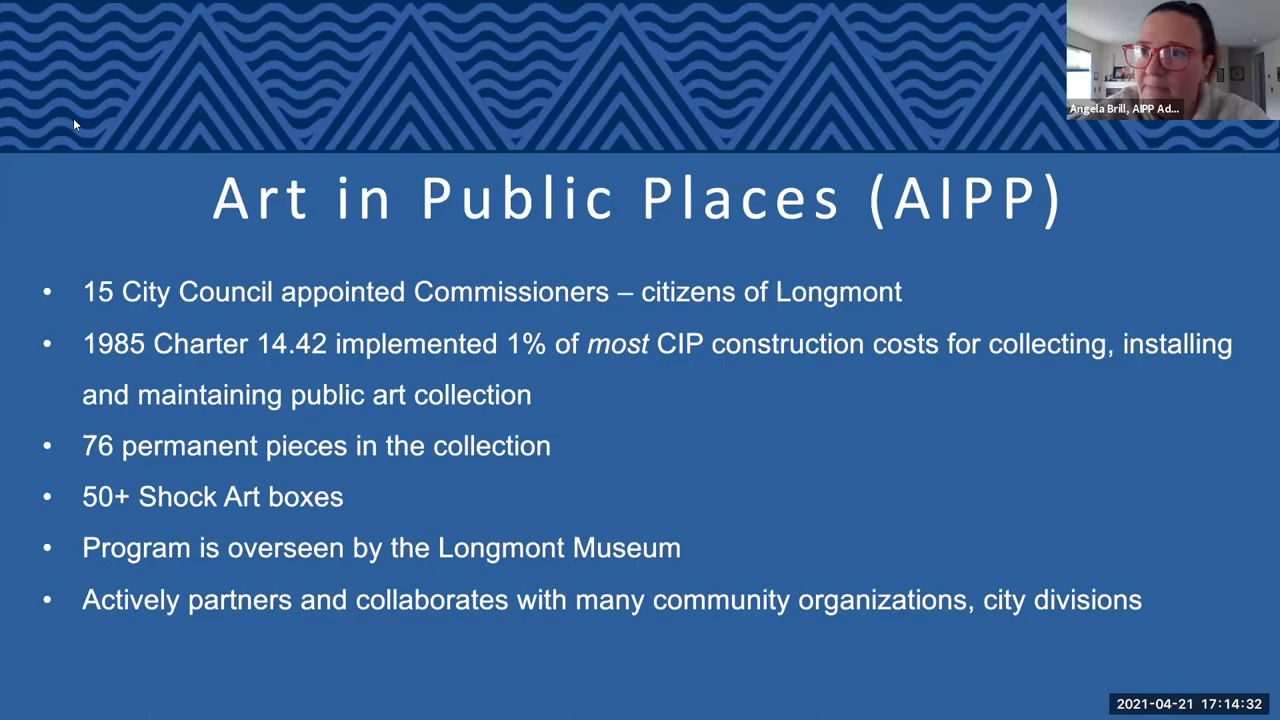 Angela Brill, AIPP Ad...
Art in Public Places (AIPP)
• 15 City Council appointed Commissioners – citizens of Longmont
• 1985 Charter 14.42 implemented 1% of most CIP construction costs for collecting, installing
and maintaining public art collection
• 76 permanent pieces in the collection
• 50+ Shock Art boxes
• Program is overseen by the Longmont Museum
• Actively partners and collaborates with many community organizations, city divisions
2021-04-21 17:14:32